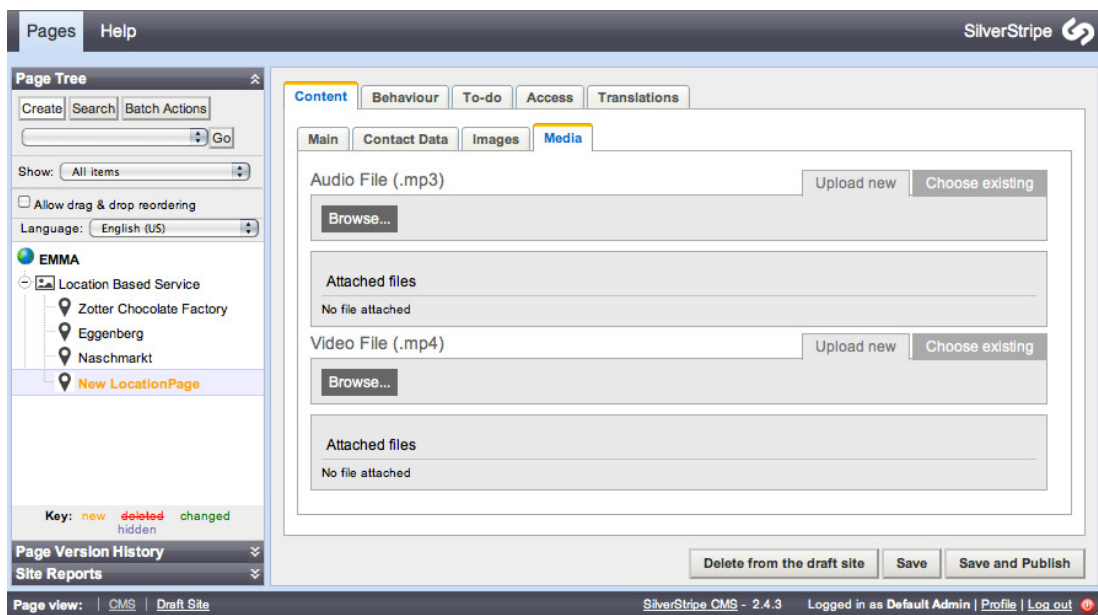 Pages Help SilverStripe
Page Tree
Create Search Batch Actions
Go
Show: All items
Allow drag & drop reordering
Language: English (US)
EMMA
Location Based Service
Zotter Chocolate Factory
Eggenberg
Naschmarkt
New LocationPage
Key: new deleted changed
hidden
Page Version History
Site Reports
Content Behaviour To-do Access Translations
Main Contact Data Images Media
Audio File (.mp3) Upload new Choose existing
Browse...
Attached files
No file attached
Video File (.mp4) Upload new Choose existing
Browse...
Attached files
No file attached
Delete from the draft site Save Save and Publish
Page view: | CMS | Draft Site SilverStripe CMS - 2.4.3 Logged in as Default Admin | Profile | Log out